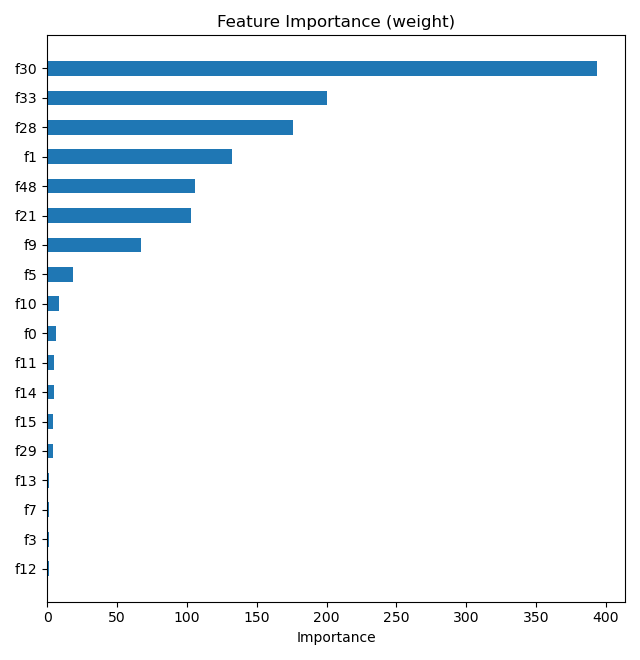 Feature Importance (weight)
f30
f33
f28
f1
f48
f21
f9
f5
f10
f0
f11
f14
f15
f29
f13
f7
f3
f12
0 50 100 150 200 250 300 350 400
Importance